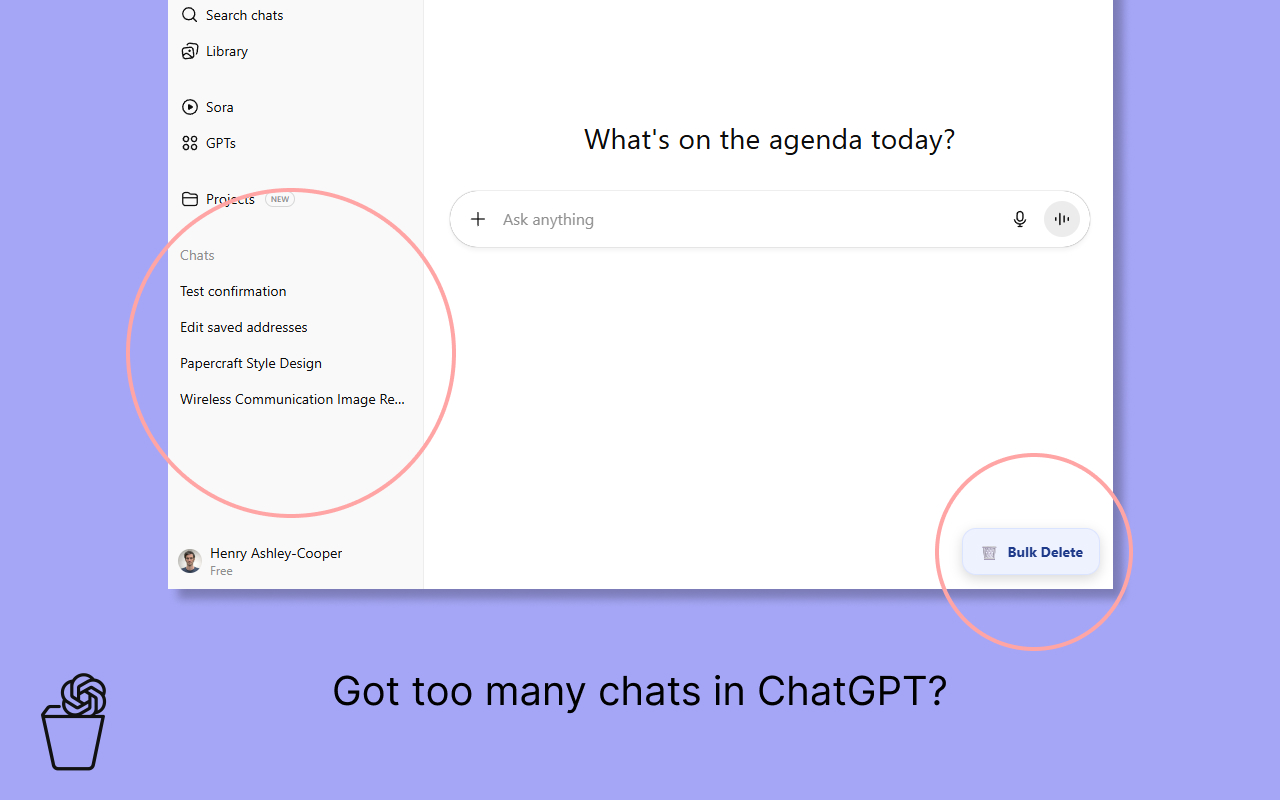 Search chats
Library
Sora
GPTs
Projects NEW
Chats
Test confirmation
Edit saved addresses
Papercraft Style Design
Wireless Communication Image Re...
Henry Ashley-Cooper
Free
What's on the agenda today?
Ask anything
Bulk Delete
Got too many chats in ChatGPT?